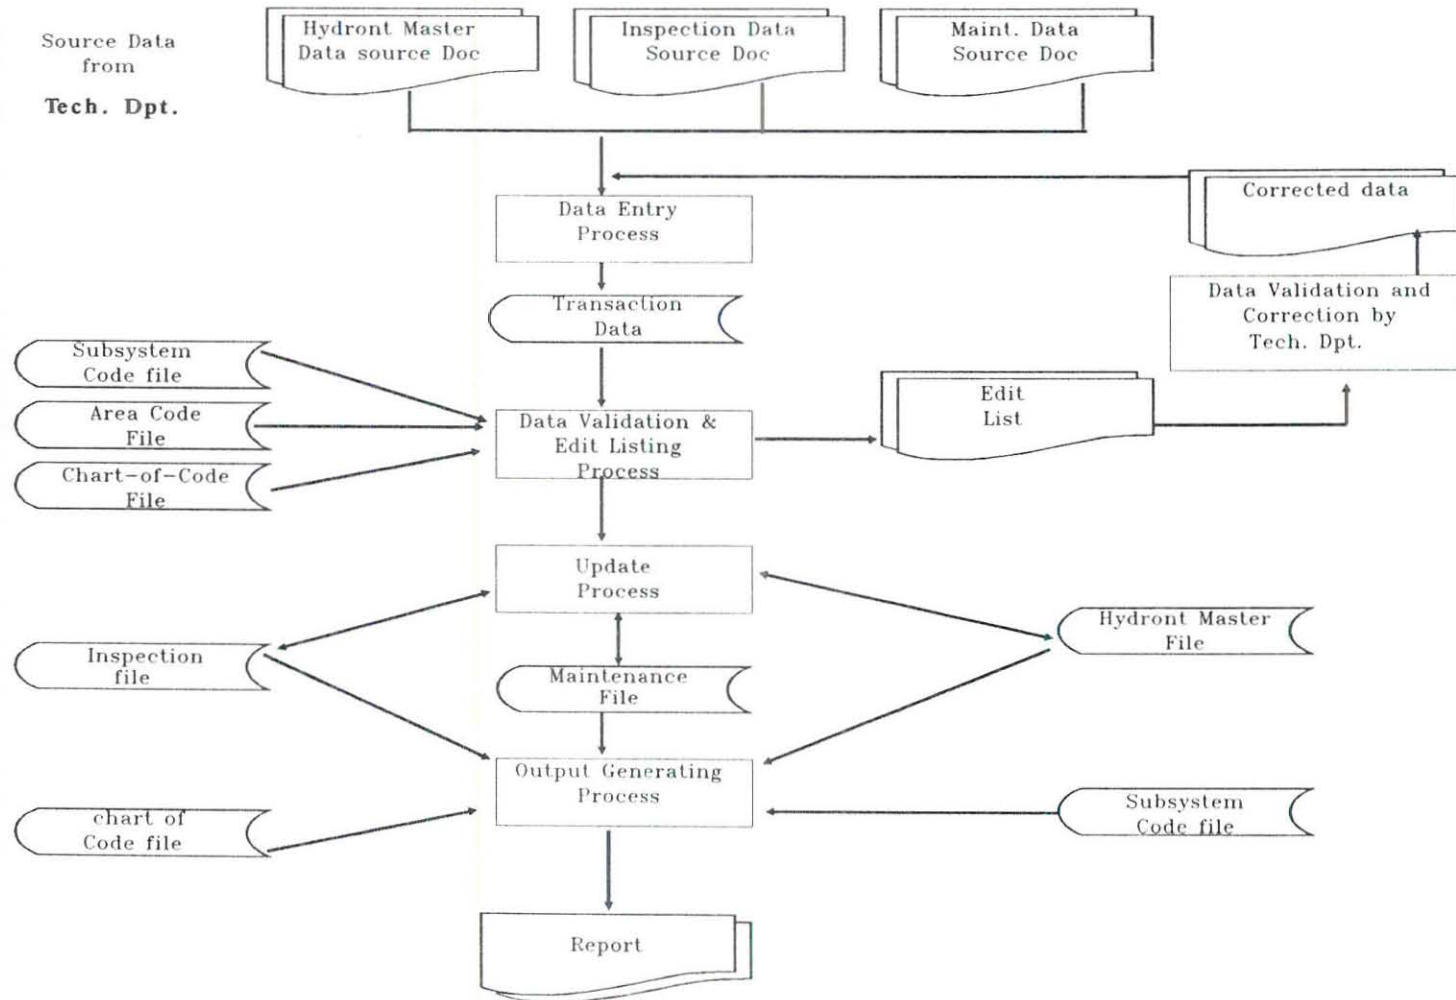 Source Data
from
Tech. Dpt.
Hydront Master
Data source Doc
Inspection Data
Source Doc
Maint. Data
Source Doc
Corrected data
Data Entry
Process
Data Validation and
Correction by
Tech. Dpt.
Transaction
Data
Subsystem
Code file
Area Code
File
Chart-of-Code
File
Data Validation &
Edit Listing
Process
Edit
List
Update
Process
Hydront Master
File
Inspection
file
Maintenance
File
Output Generating
Process
chart of
Code file
Subsystem
Code file
Report